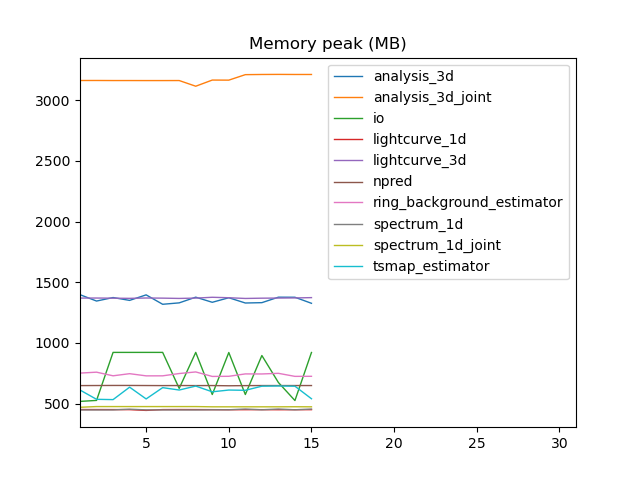 Memory peak (MB)
3000
2500
2000
1500
1000
500
5
10
15
20
25
30
analysis_3d
analysis_3d_joint
io
lightcurve_1d
lightcurve_3d
npred
ring_background_estimator
spectrum_1d
spectrum_1d_joint
tsmap_estimator